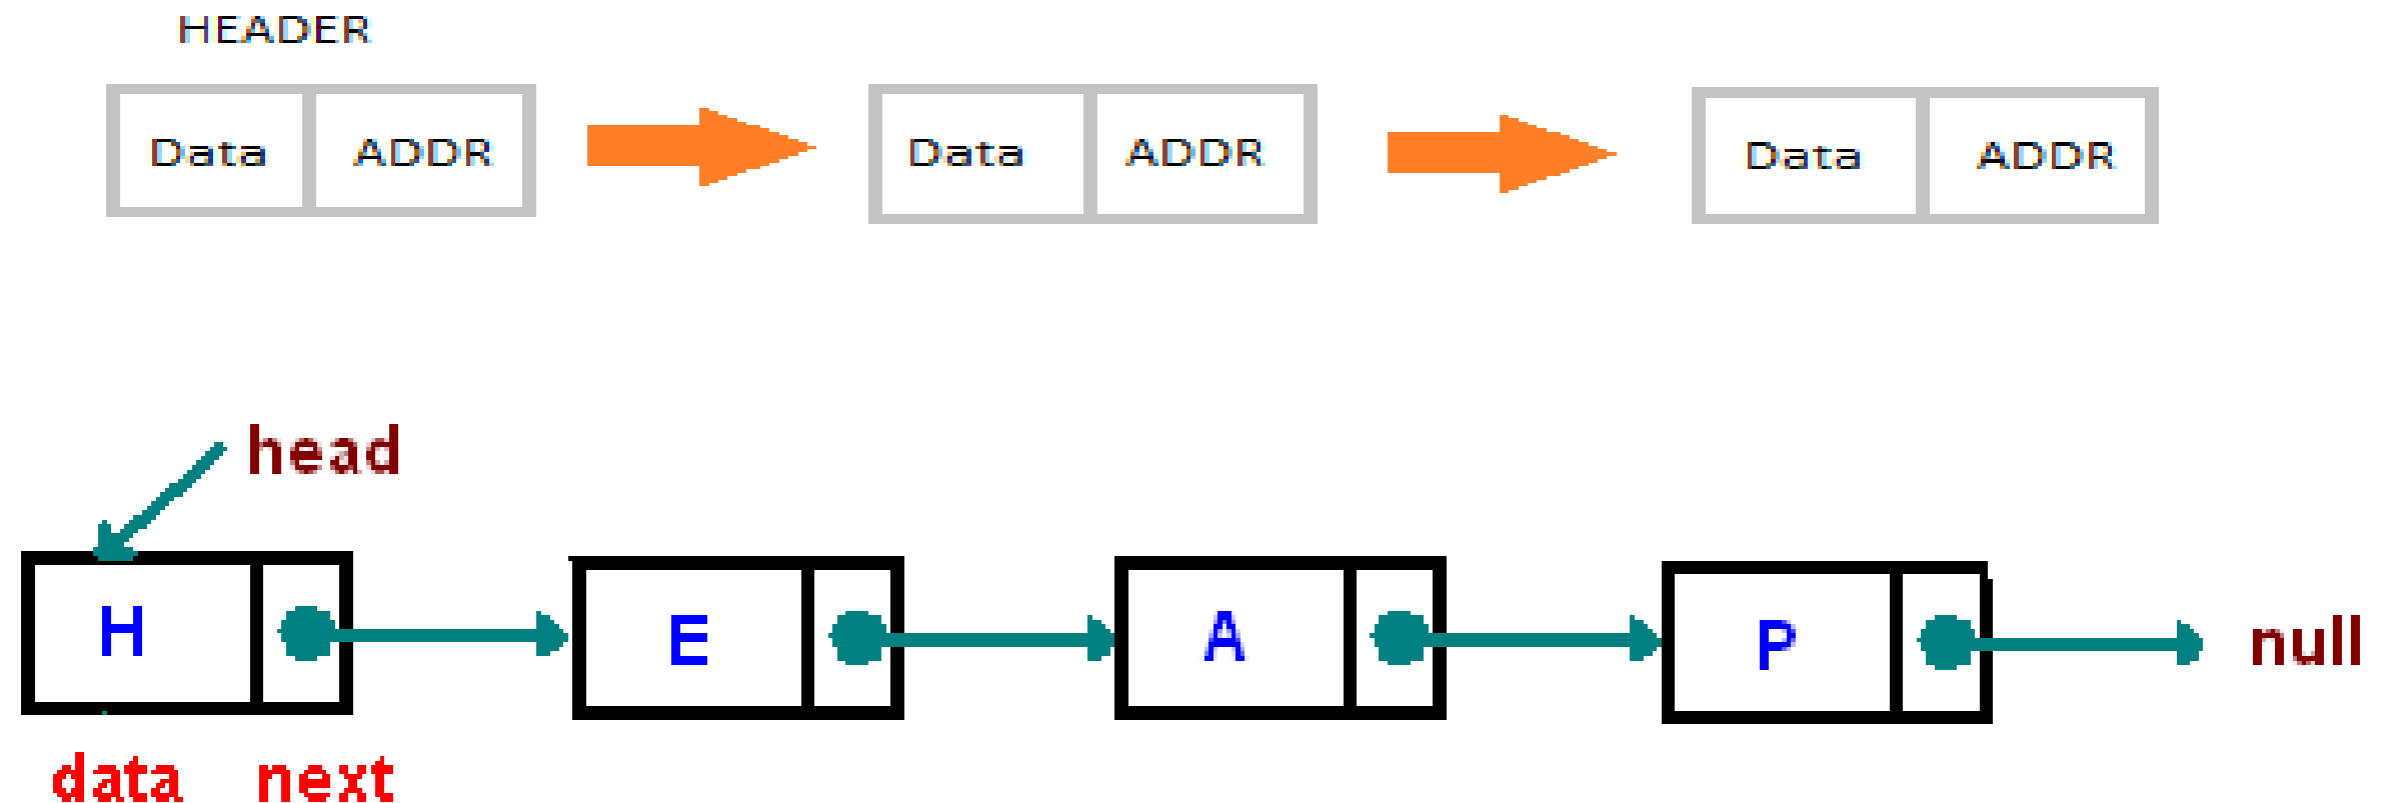 HEADER
Data ADDR Data ADDR Data ADDR
head
H E A P null
data next